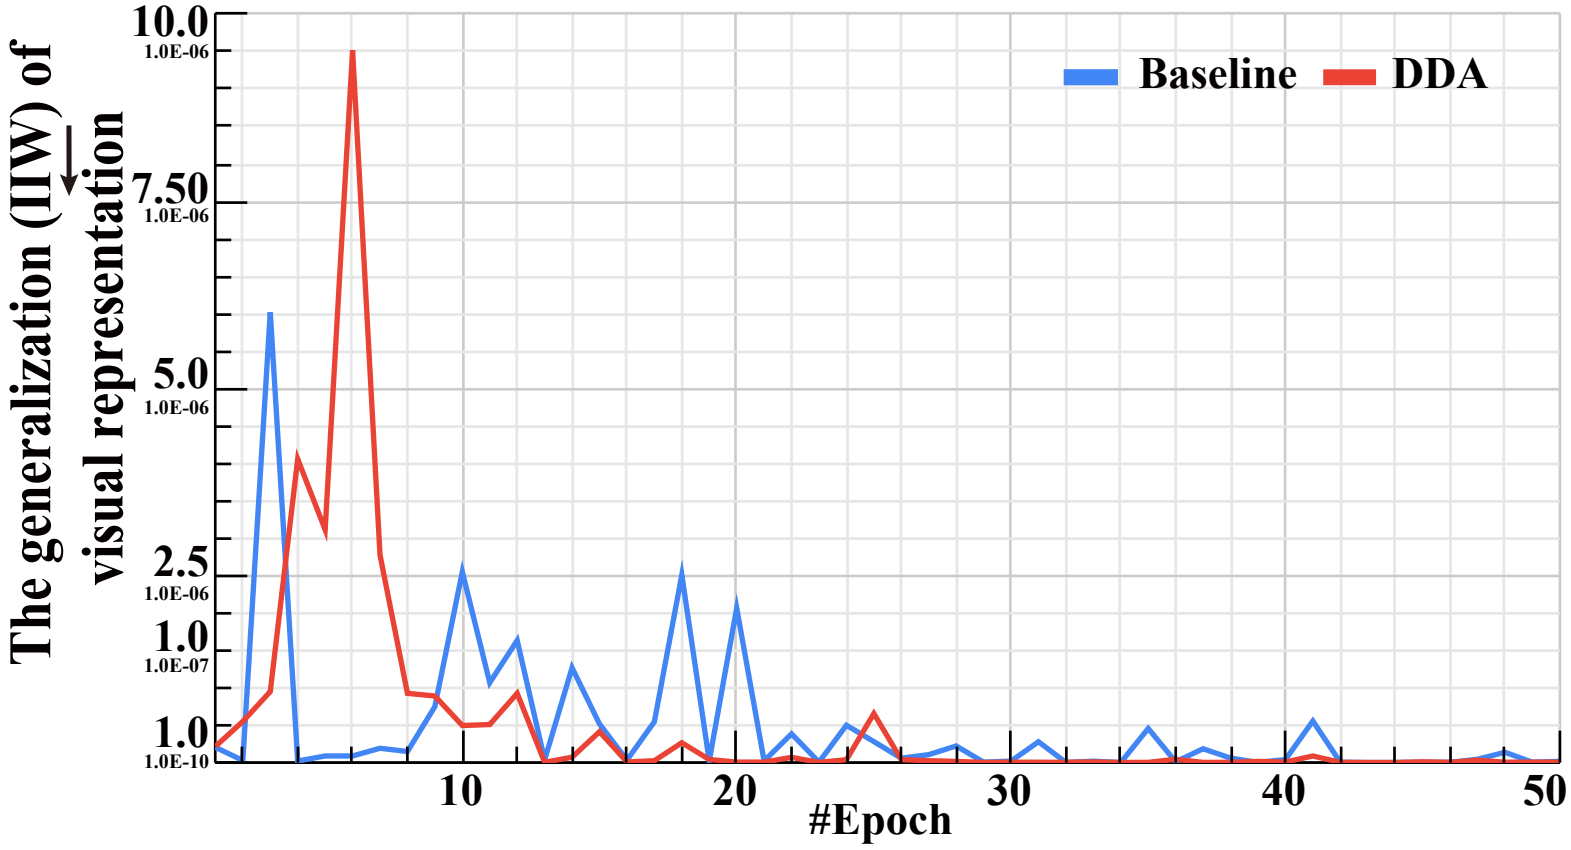 The generalization (IIW) of
visual representation
10.0
1.0E-06
7.50
1.0E-06
5.0
1.0E-06
2.5
1.0E-06
1.0
1.0E-07
1.0
1.0E-10
Baseline
DDA
10
20
30
40
50
#Epoch